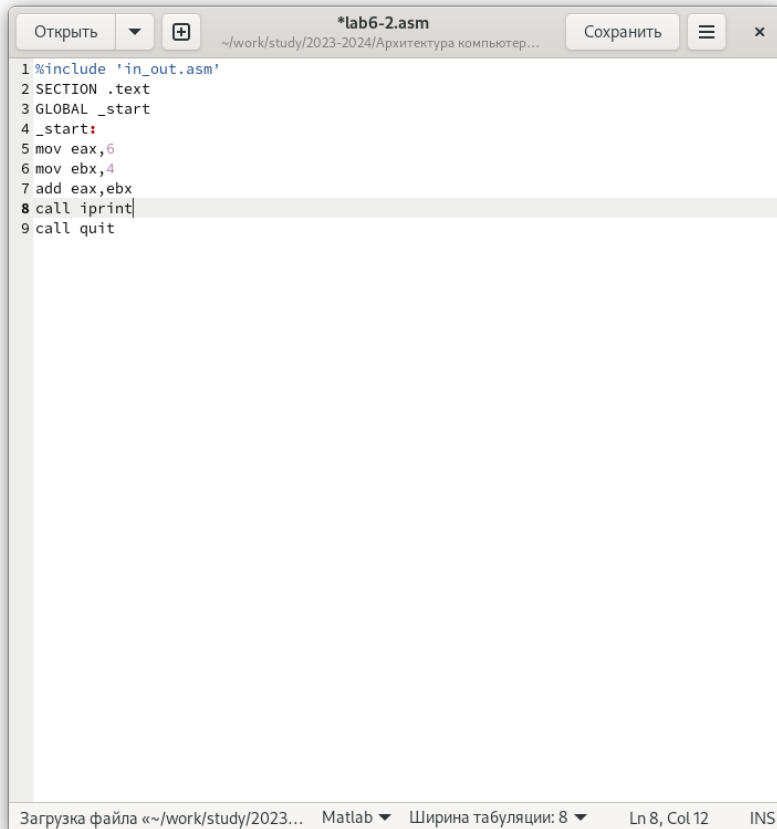 Открыть
*lab6-2.asm
~/work/study/2023-2024/Архитектура компьютер...
Сохранить
1 %include 'in_out.asm'
2 SECTION .text
3 GLOBAL _start
4 _start:
5 mov eax,6
6 mov ebx,4
7 add eax,ebx
8 call iprint
9 call quit
Загрузка файла «~/work/study/2023... Matlab Ширина табуляции: 8 Ln 8, Col 12 INS